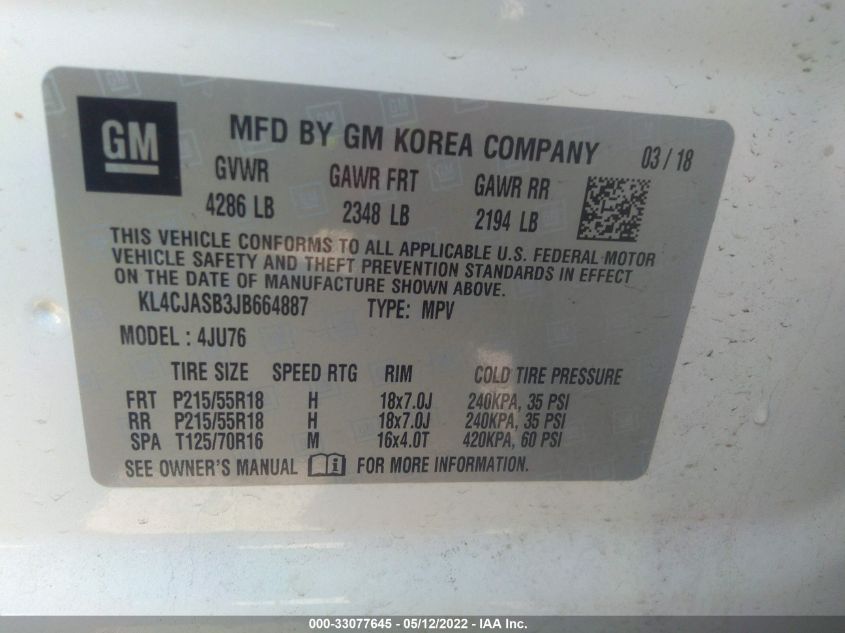 GM
MFD BY GM KOREA COMPANY 03/18
GVWR GAWR FRT GAWR RR
4286 LB 2348 LB 2194 LB
THIS VEHICLE CONFORMS TO ALL APPLICABLE U.S. FEDERAL MOTOR
VEHICLE SAFETY AND THEFT PREVENTION STANDARDS IN EFFECT
ON THE DATE OF MANUFACTURE SHOWN ABOVE.
KL4CJASB3JB664887 TYPE: MPV
MODEL: 4JU76
TIRE SIZE SPEED RTG RIM COLD TIRE PRESSURE
FRT P215/55R18 H 18x7.0J 240KPA, 35 PSI
RR P215/55R18 H 18x7.0J 240KPA, 35 PSI
SPA T125/70R16 M 16x4.0T 420KPA, 60 PSI
SEE OWNER'S MANUAL i FOR MORE INFORMATION.
000-33077645 - 05/12/2022 - IAA Inc.